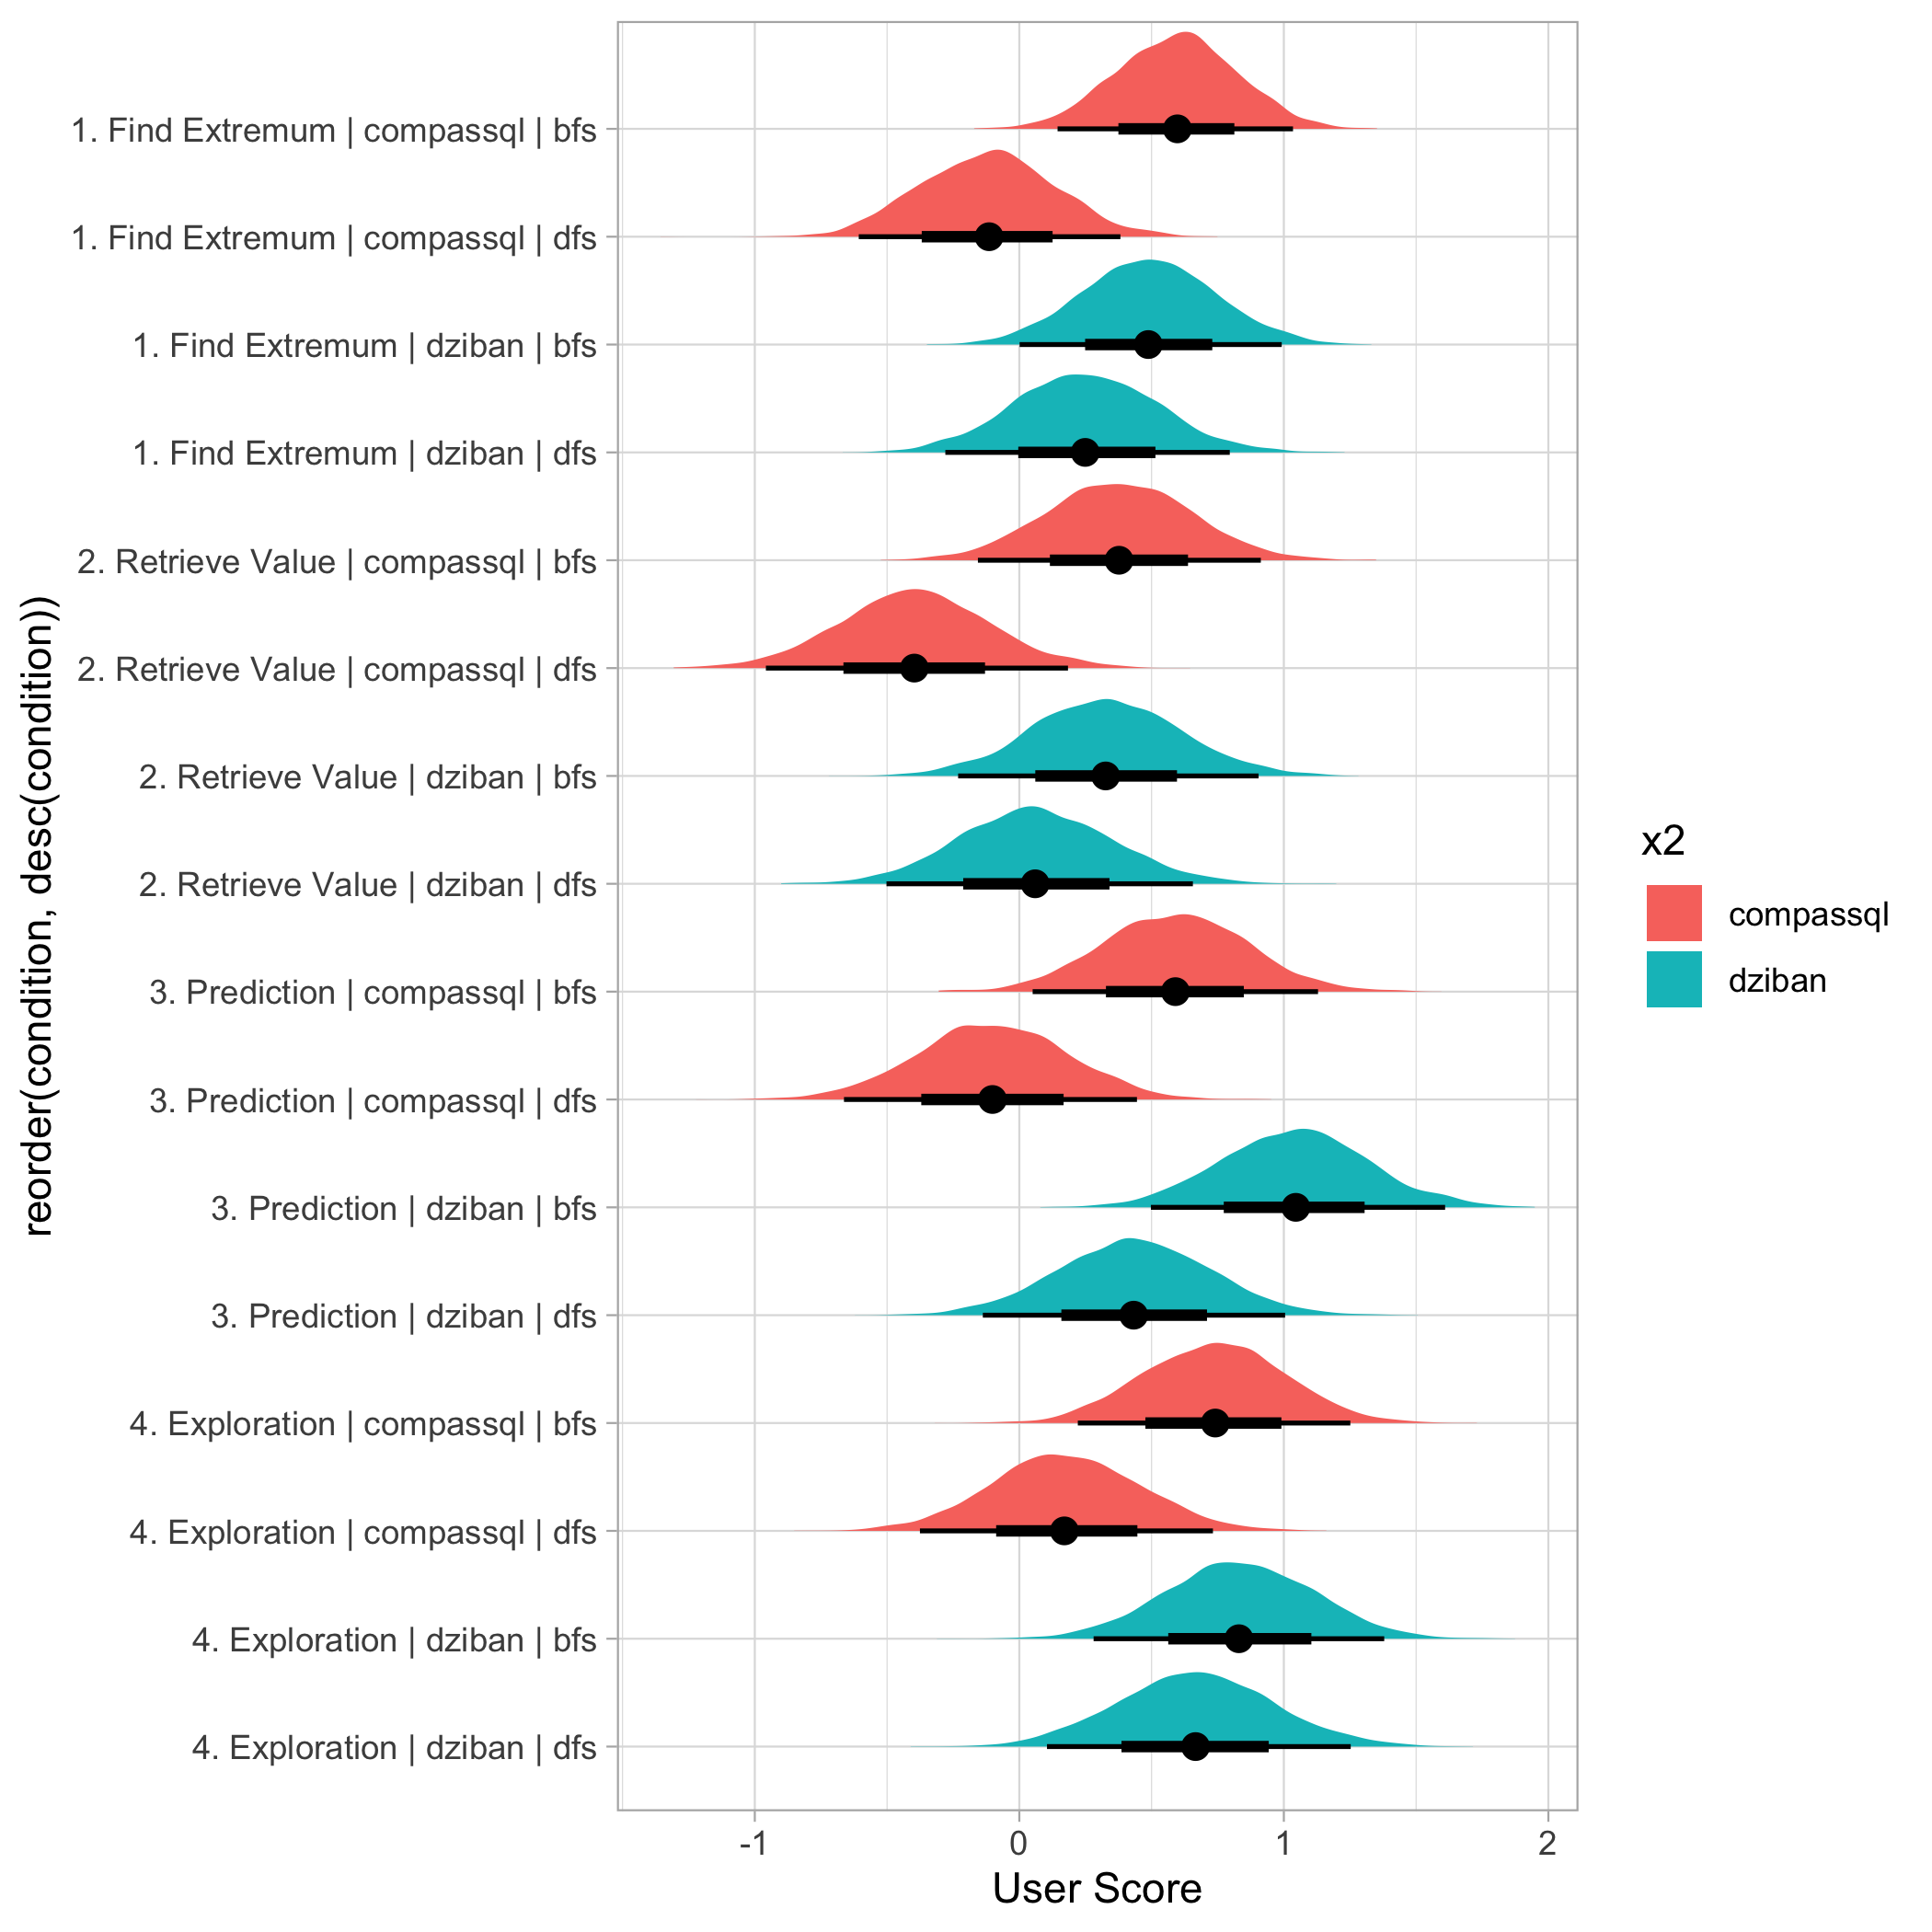 reorder(condition, desc(condition))
1. Find Extremum | compassql | bfs
1. Find Extremum | compassql | dfs
1. Find Extremum | dziban | bfs
1. Find Extremum | dziban | dfs
2. Retrieve Value | compassql | bfs
2. Retrieve Value | compassql | dfs
2. Retrieve Value | dziban | bfs
2. Retrieve Value | dziban | dfs
3. Prediction | compassql | bfs
3. Prediction | compassql | dfs
3. Prediction | dziban | bfs
3. Prediction | dziban | dfs
4. Exploration | compassql | bfs
4. Exploration | compassql | dfs
4. Exploration | dziban | bfs
4. Exploration | dziban | dfs
-1 0 1 2
User Score
x2
compassql
dziban